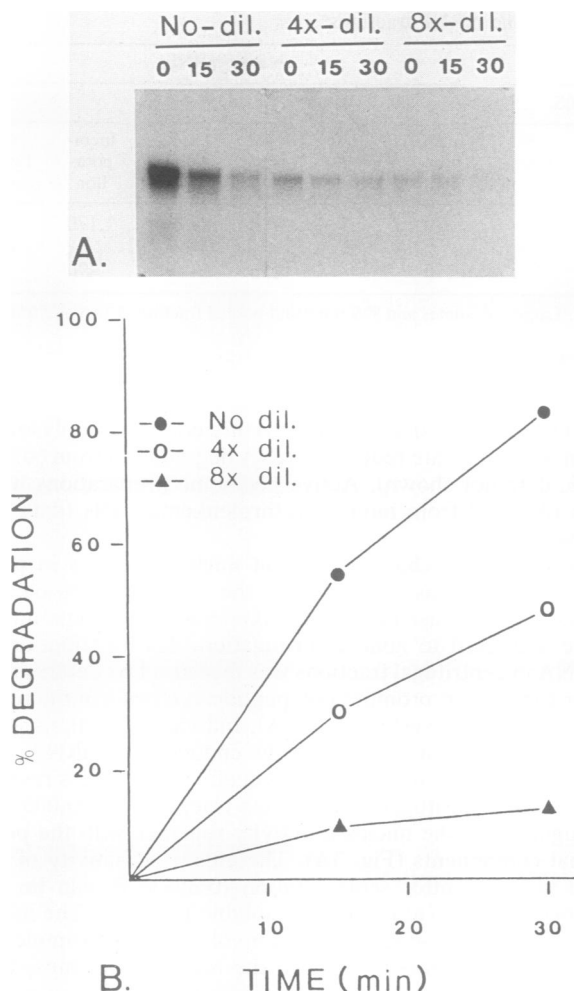 No-dil. 4x-dil. 8x-dil.
0 15 30 0 15 30 0 15 30
A.
100
80
60
40
20
% DEGRADATION
No dil.
4x dil.
8x dil.
10 20 30
B. TIME (min)